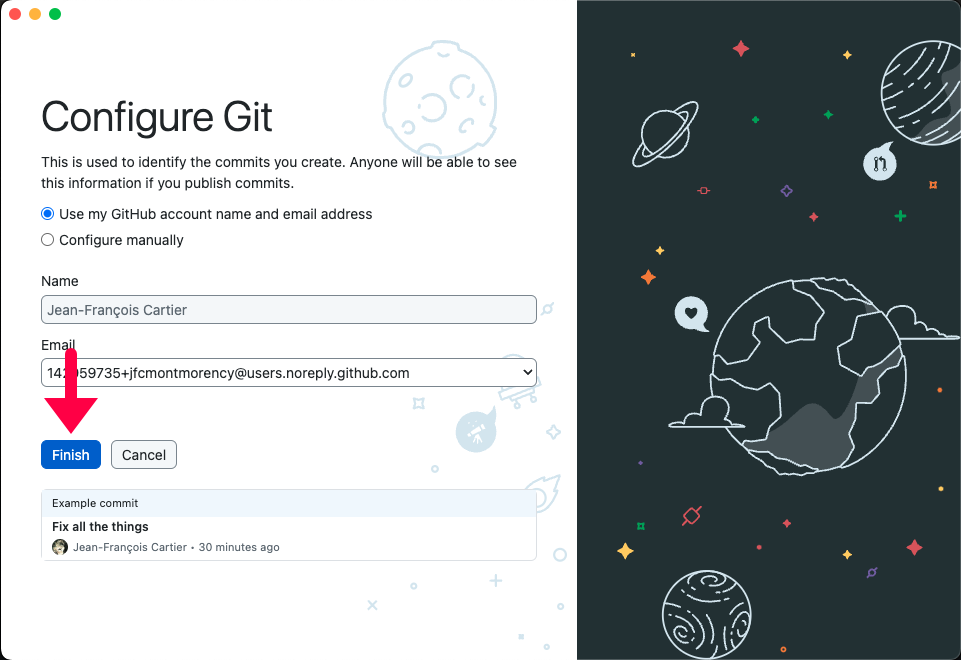 Configure Git
This is used to identify the commits you create. Anyone will be able to see
this information if you publish commits.
Use my GitHub account name and email address
Configure manually
Name
Jean-François Cartier
Email
59735+jfcmontmorency@users.noreply.github.com
Finish
Cancel
Example commit
Fix all the things
Jean-François Cartier • 30 minutes ago